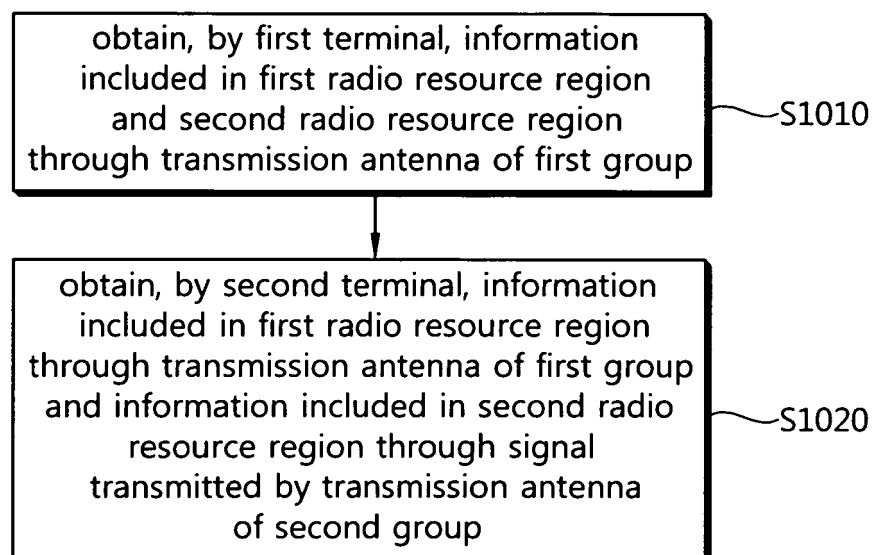 obtain, by first terminal, information
included in first radio resource region
and second radio resource region
through transmission antenna of first group
S1010
obtain, by second terminal, information
included in first radio resource region
through transmission antenna of first group
and information included in second radio
resource region through signal
transmitted by transmission antenna
of second group
S1020